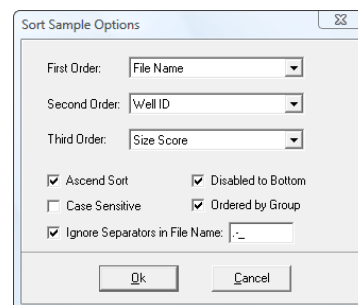 Sort Sample Options
First Order: File Name
Second Order: Well ID
Third Order: Size Score
Ascend Sort Disabled to Bottom
Case Sensitive Ordered by Group
Ignore Separators in File Name: .-_
Ok Cancel